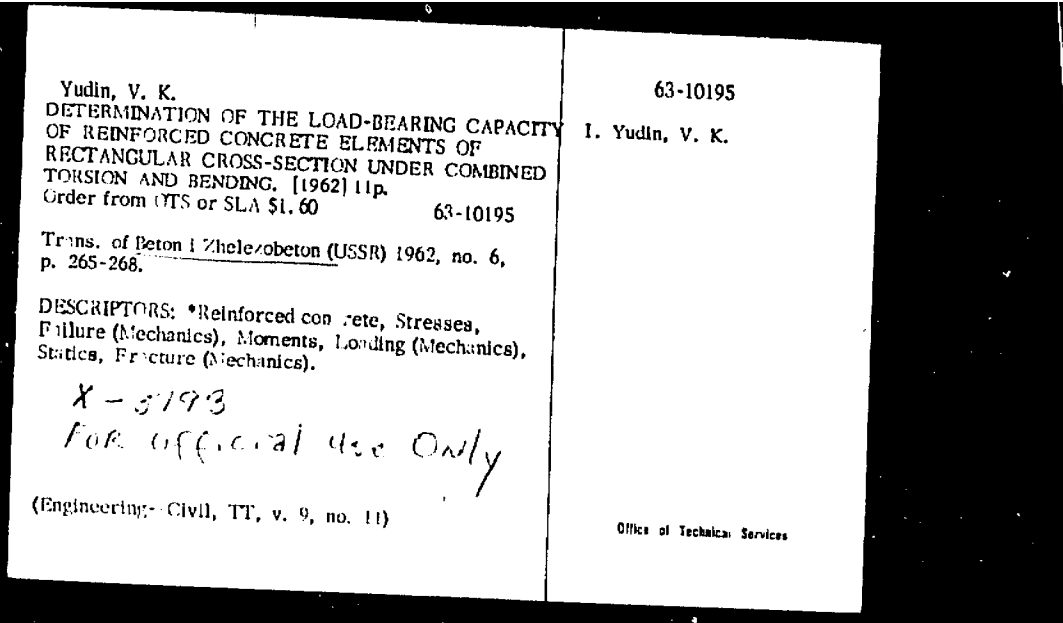 Yudin, V. K.
DETERMINATION OF THE LOAD-BEARING CAPACITY
OF REINFORCED CONCRETE ELEMENTS OF
RECTANGULAR CROSS-SECTION UNDER COMBINED
TORSION AND BENDING. [1962] 11p.
Order from OTS or SLA $1.60 63-10195
Trans. of Beton i Zhelezobeton (USSR) 1962, no. 6,
p. 265-268.
DESCRIPTORS: *Reinforced concrete, Stresses,
Failure (Mechanics), Moments, Loading (Mechanics),
Statics, Fracture (Mechanics).
For official Use Only
(Engineering--Civil, TT, v. 9, no. 11)
63-10195
I. Yudin, V. K.
Office of Technical Services